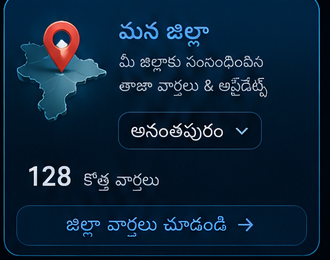 మన జిల్లా
మీ జిల్లాకు సంబంధించిన
తాజా వార్తలు & అప్‌డేట్స్
అనంతపురం
128 కొత్త వార్తలు
జిల్లా వార్తలు చూడండి →